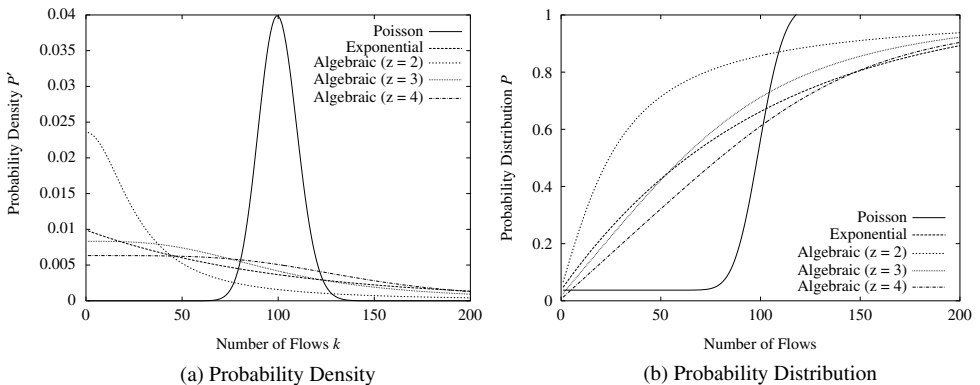 0.04
0.035
0.03
0.025
0.02
0.015
0.01
0.005
0
Probability Density P′
0 50 100 150 200
Number of Flows k
Poisson
Exponential
Algebraic (z = 2)
Algebraic (z = 3)
Algebraic (z = 4)
(a) Probability Density
1
0.8
0.6
0.4
0.2
0
Probability Distribution P
0 50 100 150 200
Number of Flows
Poisson
Exponential
Algebraic (z = 2)
Algebraic (z = 3)
Algebraic (z = 4)
(b) Probability Distribution